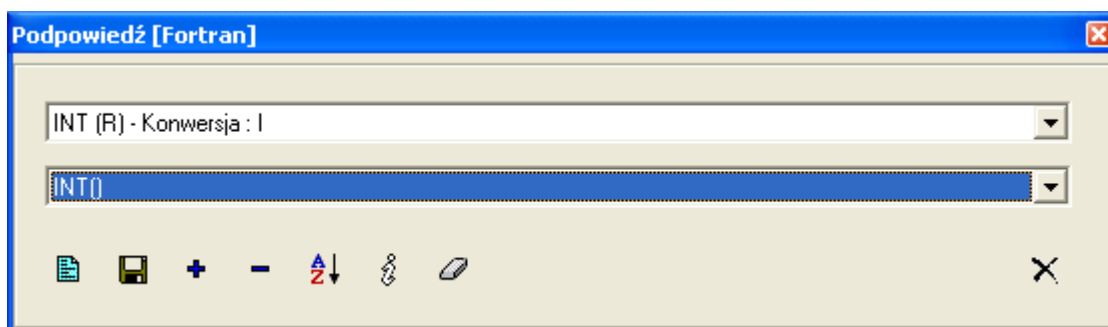 Podpowiedź [Fortran]
INT (R) - Konwersja : I
INT()